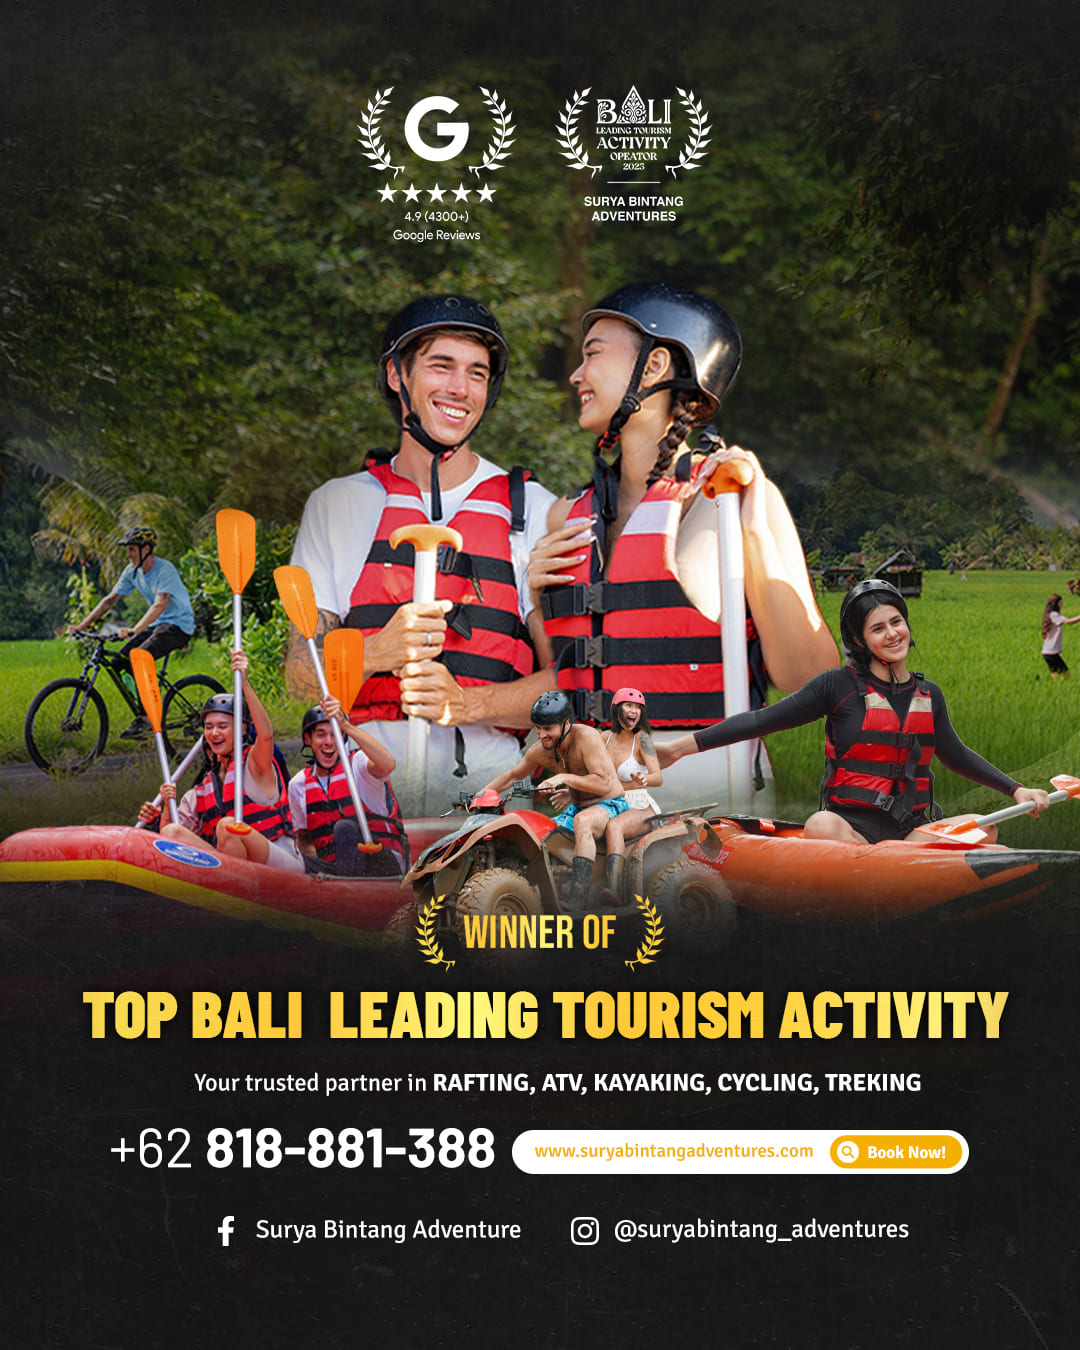 G
4.9 (4300+)
Google Reviews
BALI
LEADING TOURISM
ACTIVITY
OPEATOR
2025
SURYA BINTANG
ADVENTURES
WINNER OF
TOP BALI LEADING TOURISM ACTIVITY
Your trusted partner in RAFTING, ATV, KAYAKING, CYCLING, TREKING
+62 818-881-388
www.suryabintangadventures.com
Book Now!
Surya Bintang Adventure
@suryabintang_adventures